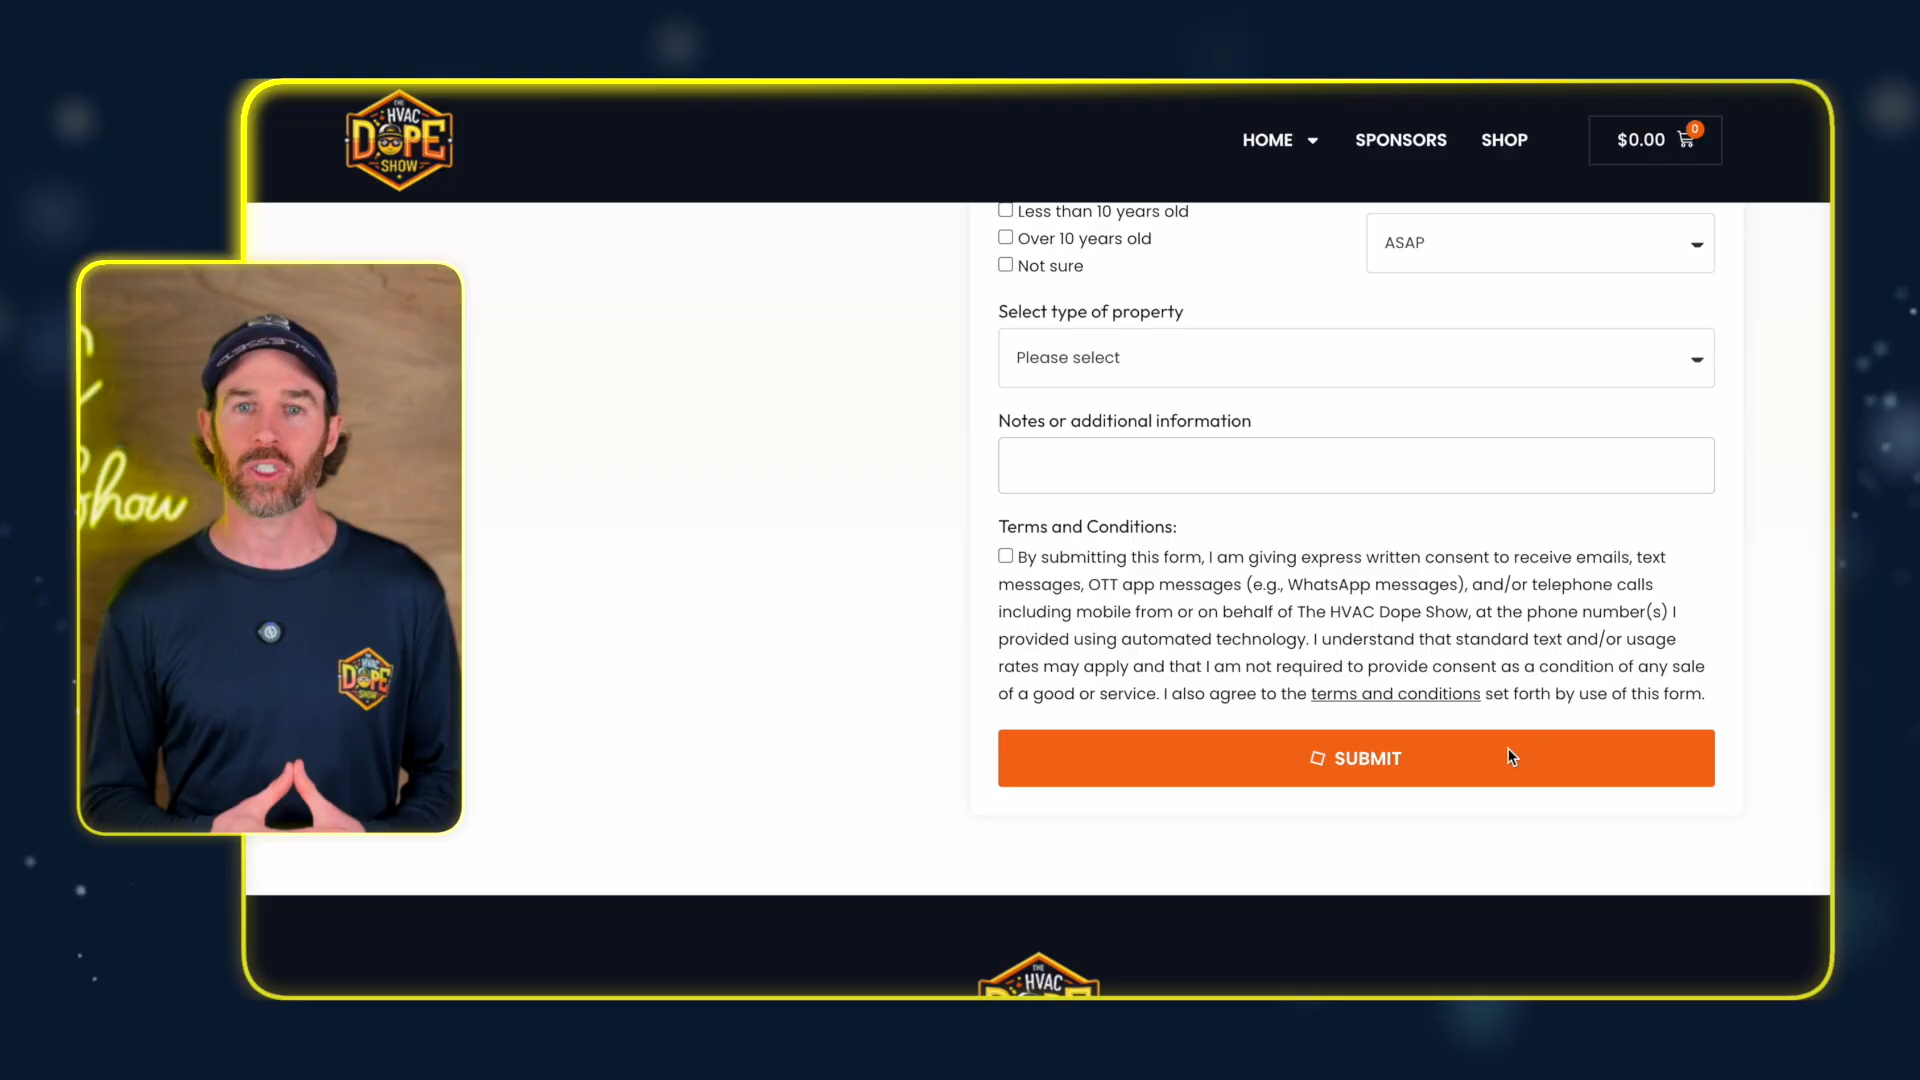 THE
HVAC
DOPE
SHOW
HOME
SPONSORS
SHOP
$0.00
0
Less than 10 years old
Over 10 years old
Not sure
ASAP
Select type of property
Please select
Notes or additional information
Terms and Conditions:
By submitting this form, I am giving express written consent to receive emails, text
messages, OTT app messages (e.g., WhatsApp messages), and/or telephone calls
including mobile from or on behalf of The HVAC Dope Show, at the phone number(s) I
provided using automated technology. I understand that standard text and/or usage
rates may apply and that I am not required to provide consent as a condition of any sale
of a good or service. I also agree to the terms and conditions set forth by use of this form.
SUBMIT
Show
THE
HVAC
DOPE
SHOW
THE
HVAC
DOPE